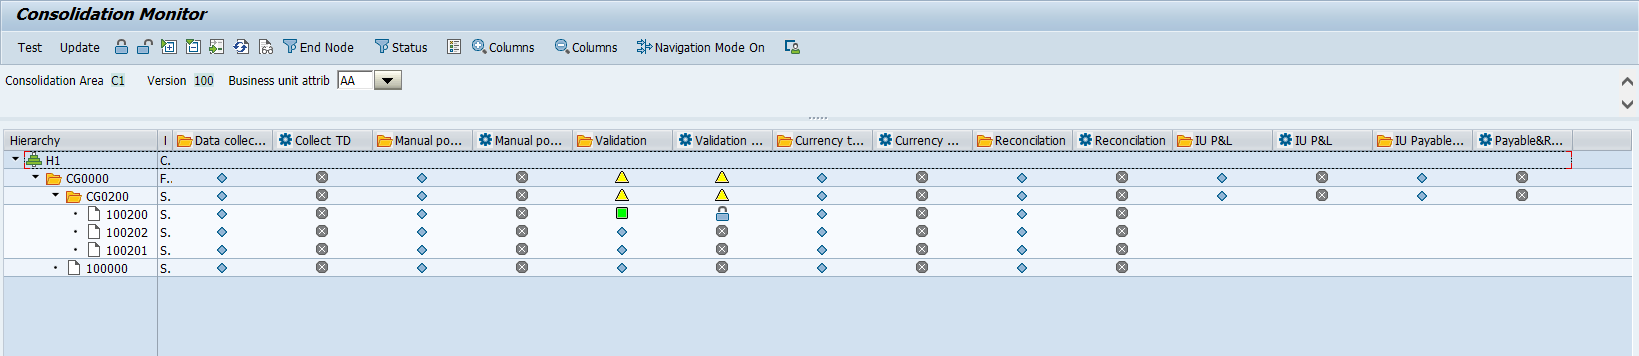 Consolidation Monitor
Test Update End Node Status Columns Columns Navigation Mode On
Consolidation Area C1 Version 100 Business unit attrib AA
Hierarchy I Data collec... Collect TD Manual po... Manual po... Validation Validation ... Currency t... Currency ... Reconcilation Reconcilation IU P&L IU P&L IU Payable... Payable&R...
H1 C.
CG0000 F..
CG0200 S.
100200 S.
100202 S.
100201 S.
100000 S.